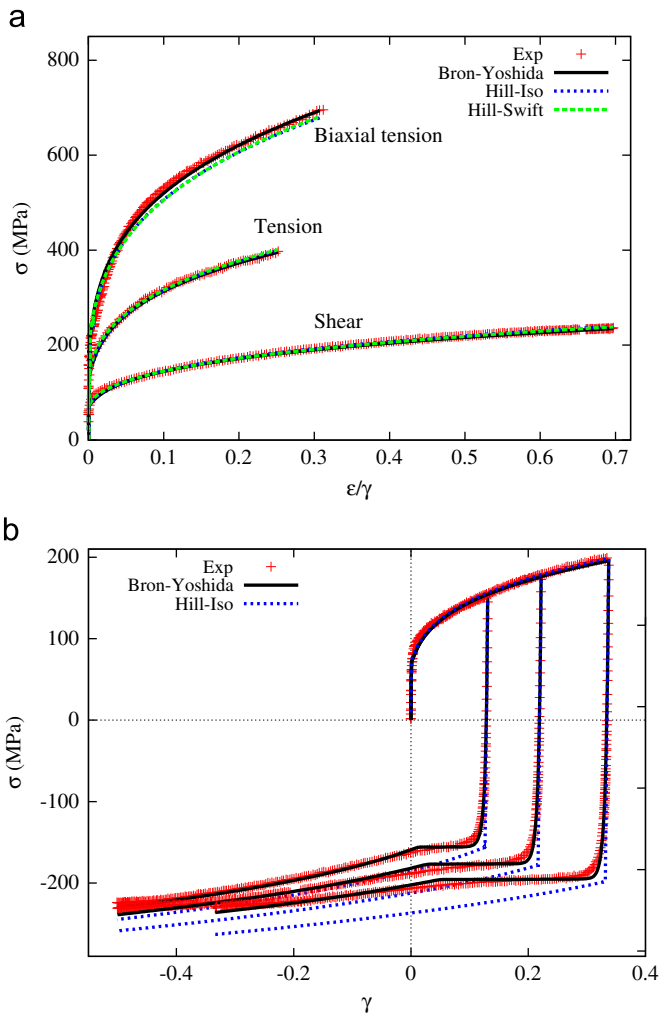 a
800
600
400
200
0
σ (MPa)
Exp
Bron-Yoshida
Hill-Iso
Hill-Swift
Biaxial tension
Tension
Shear
0 0.1 0.2 0.3 0.4 0.5 0.6 0.7
ε/γ
b
200
100
0
-100
-200
σ (MPa)
Exp
Bron-Yoshida
Hill-Iso
-0.4 -0.2 0 0.2 0.4
γ